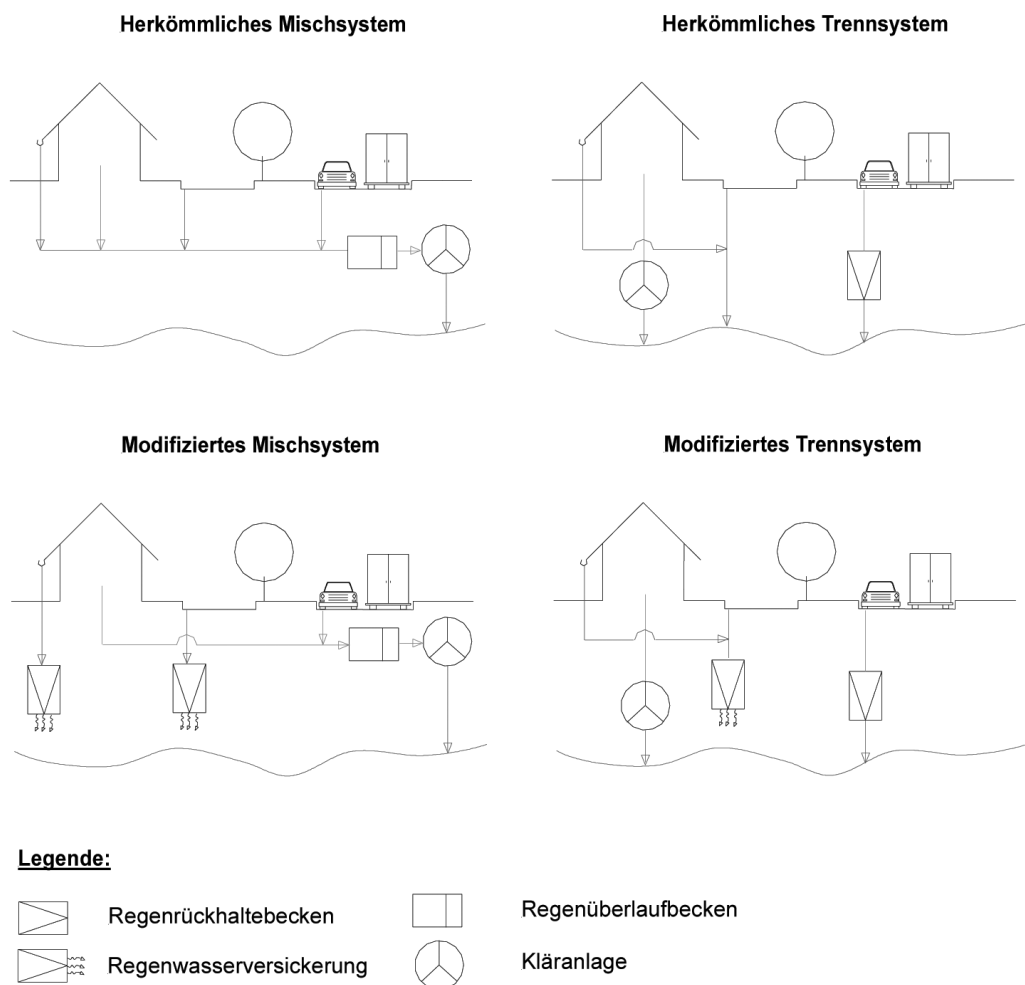 Herkömmliches Mischsystem
Herkömmliches Trennsystem
Modifiziertes Mischsystem
Modifiziertes Trennsystem
Legende:
Regenrückhaltebecken
Regenüberlaufbecken
Regenwasserversickerung
Kläranlage